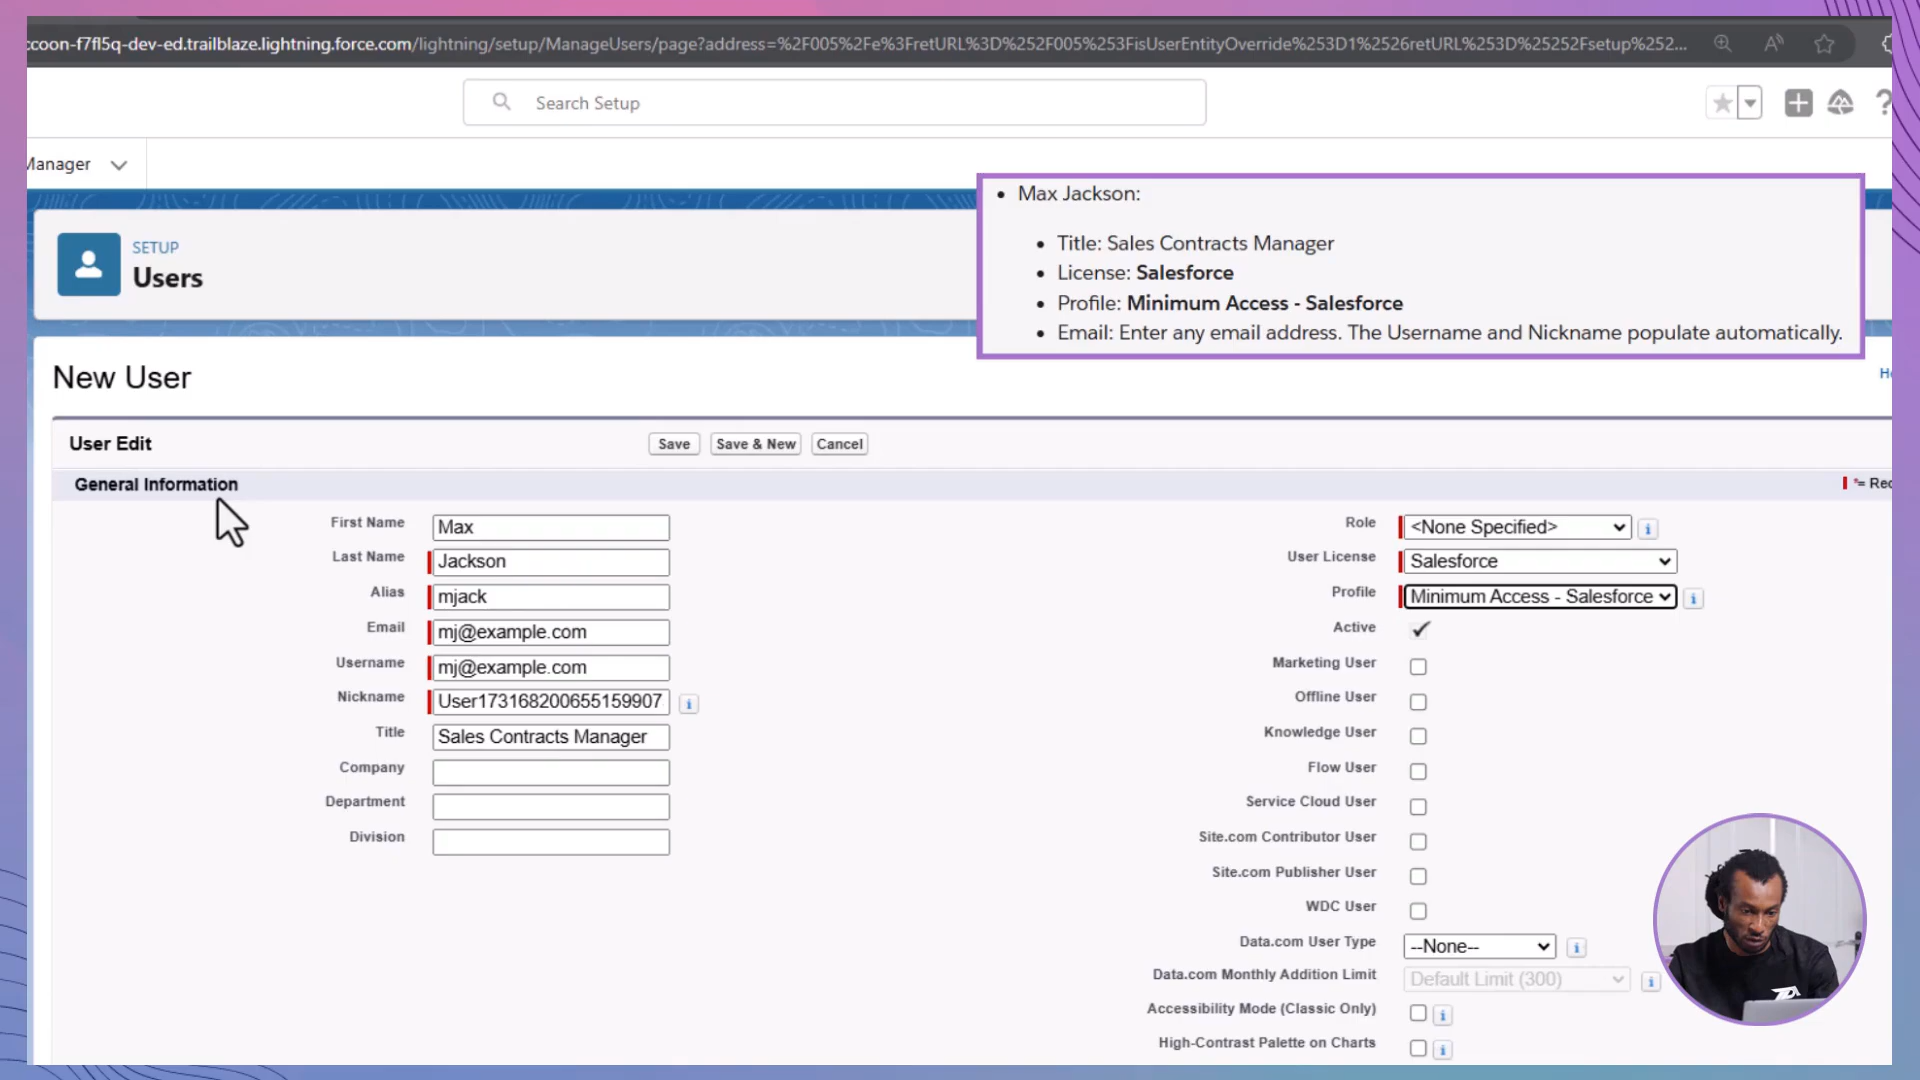 ccoon-f7fl5q-dev-ed.trailblaze.lightning.force.com/lightning/setup/ManageUsers/page?address=%2F005%2Fe%3FretURL%3D%252F005%253FisUserEntityOverride%253D1%2526retURL%253D%25252Fsetup%252...
Search Setup
Manager
Max Jackson:
Title: Sales Contracts Manager
License: Salesforce
Profile: Minimum Access - Salesforce
Email: Enter any email address. The Username and Nickname populate automatically.
SETUP
Users
New User
He
User Edit
Save
Save & New
Cancel
General Information
*= Rec
First Name Max
Last Name Jackson
Alias mjack
Email mj@example.com
Username mj@example.com
Nickname User173168200655159907
Title Sales Contracts Manager
Company
Department
Division
Role <None Specified>
User License Salesforce
Profile Minimum Access - Salesforce
Active
Marketing User
Offline User
Knowledge User
Flow User
Service Cloud User
Site.com Contributor User
Site.com Publisher User
WDC User
Data.com User Type --None--
Data.com Monthly Addition Limit Default Limit (300)
Accessibility Mode (Classic Only)
High-Contrast Palette on Charts